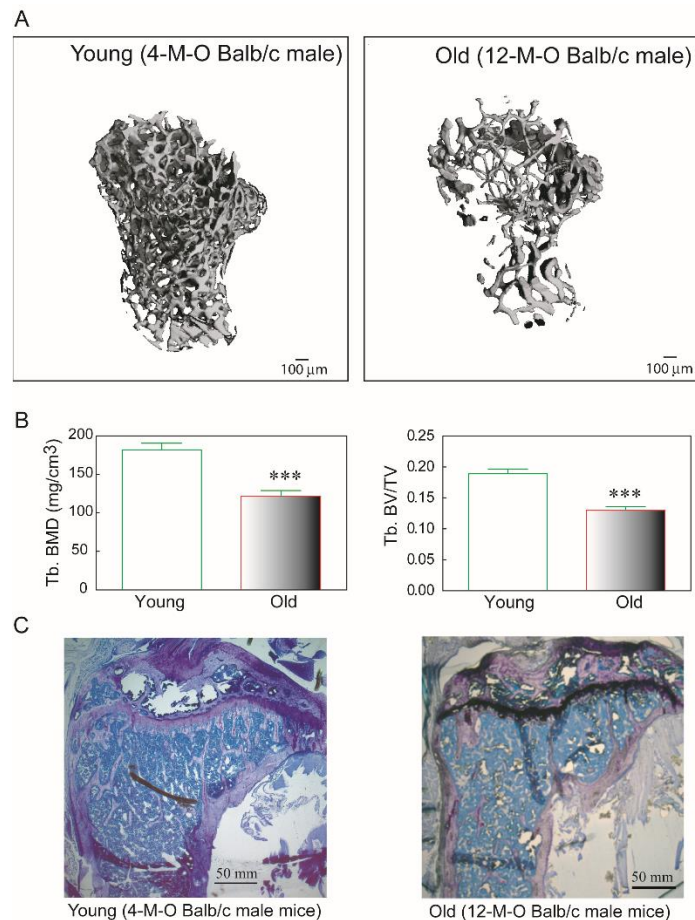 A
Young (4-M-O Balb/c male)
Old (12-M-O Balb/c male)
100 μm
100 μm
B
Tb. BMD (mg/cm3)
200
150
100
50
0
***
Young
Old
Tb. BV/TV
0.25
0.20
0.15
0.10
0.05
0.00
***
Young
Old
C
50 mm
50 mm
Young (4-M-O Balb/c male mice)
Old (12-M-O Balb/c male mice)